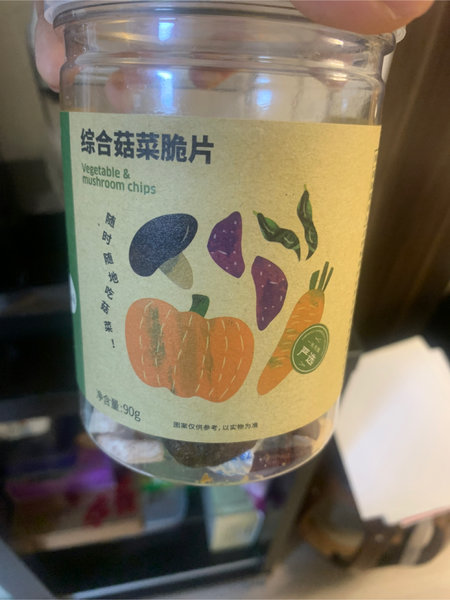 综合菇菜脆片
Vegetable &
mushroom chips
随时随地吃菇菜！
严选
净含量:90g
图案仅供参考，以实物为准